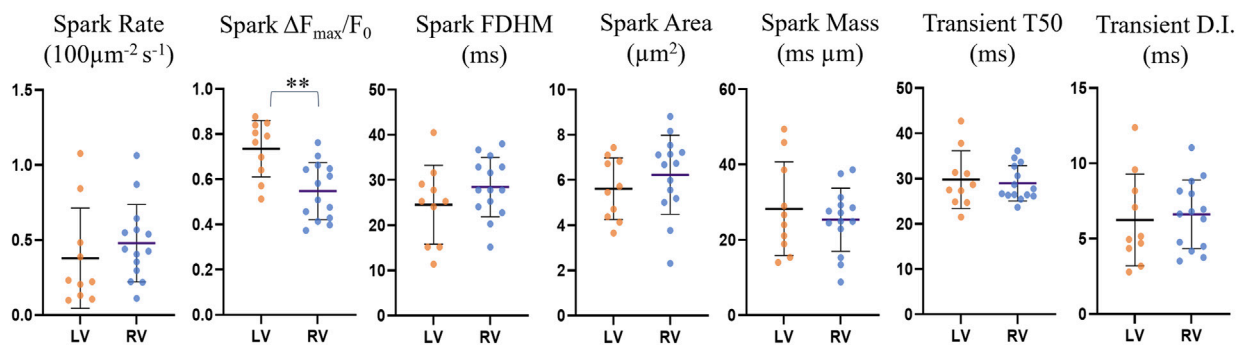 Spark Rate
(100µm-2 s-1)
1.5
1.0
0.5
0.0
LV RV
Spark ΔFmax/F0
1.0
0.8
0.6
0.4
0.2
0.0
**
LV RV
Spark FDHM
(ms)
50
40
30
20
10
0
LV RV
Spark Area
(µm2)
10
8
6
4
2
0
LV RV
Spark Mass
(ms µm)
60
40
20
0
LV RV
Transient T50
(ms)
50
40
30
20
10
0
LV RV
Transient D.I.
(ms)
15
10
5
0
LV RV